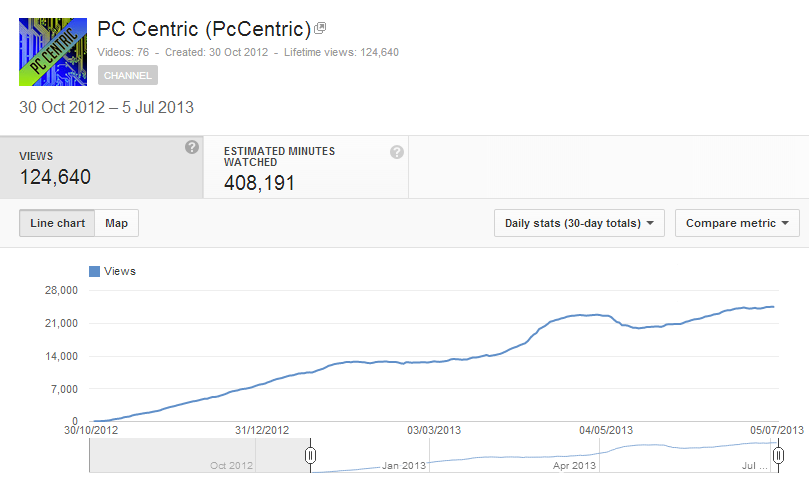 PC CENTRIC
PC Centric (PcCentric)
Videos: 76 - Created: 30 Oct 2012 - Lifetime views: 124,640
CHANNEL
30 Oct 2012 – 5 Jul 2013
VIEWS
?
124,640
ESTIMATED MINUTES
WATCHED
?
408,191
Line chart
Map
Daily stats (30-day totals)
Compare metric
Views
28,000
21,000
14,000
7,000
0
30/10/2012
31/12/2012
03/03/2013
04/05/2013
05/07/2013
Oct 2012
Jan 2013
Apr 2013
Jul ...